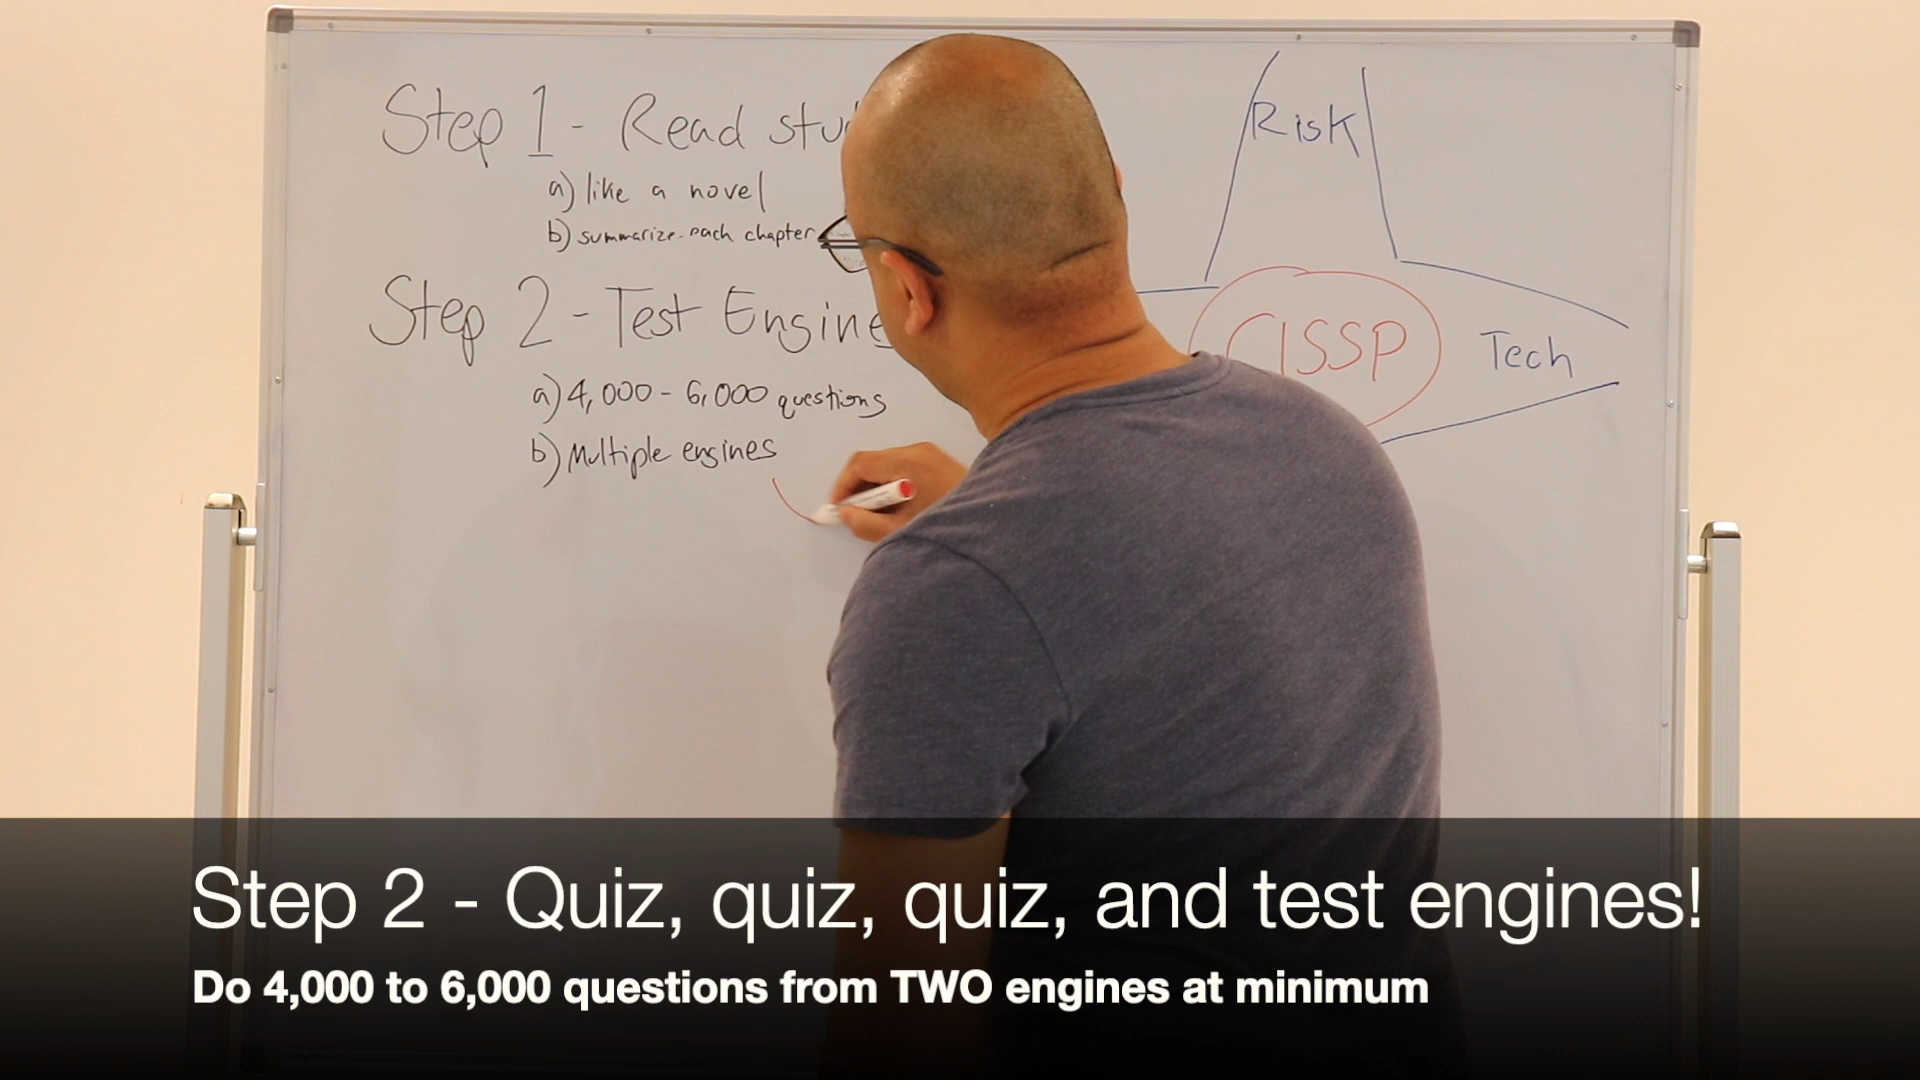 Step 1 - Read
a) like a novel
b) summarize each chapter
Step 2 - Test Engine
a) 4,000 - 6,000 questions
b) Multiple engines
Risk
CISSP
Tech
Step 2 - Quiz, quiz, quiz, and test engines!
Do 4,000 to 6,000 questions from TWO engines at minimum